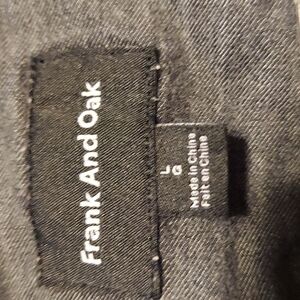 Frank And Oak
L
G
Made in China
Fait en Chine